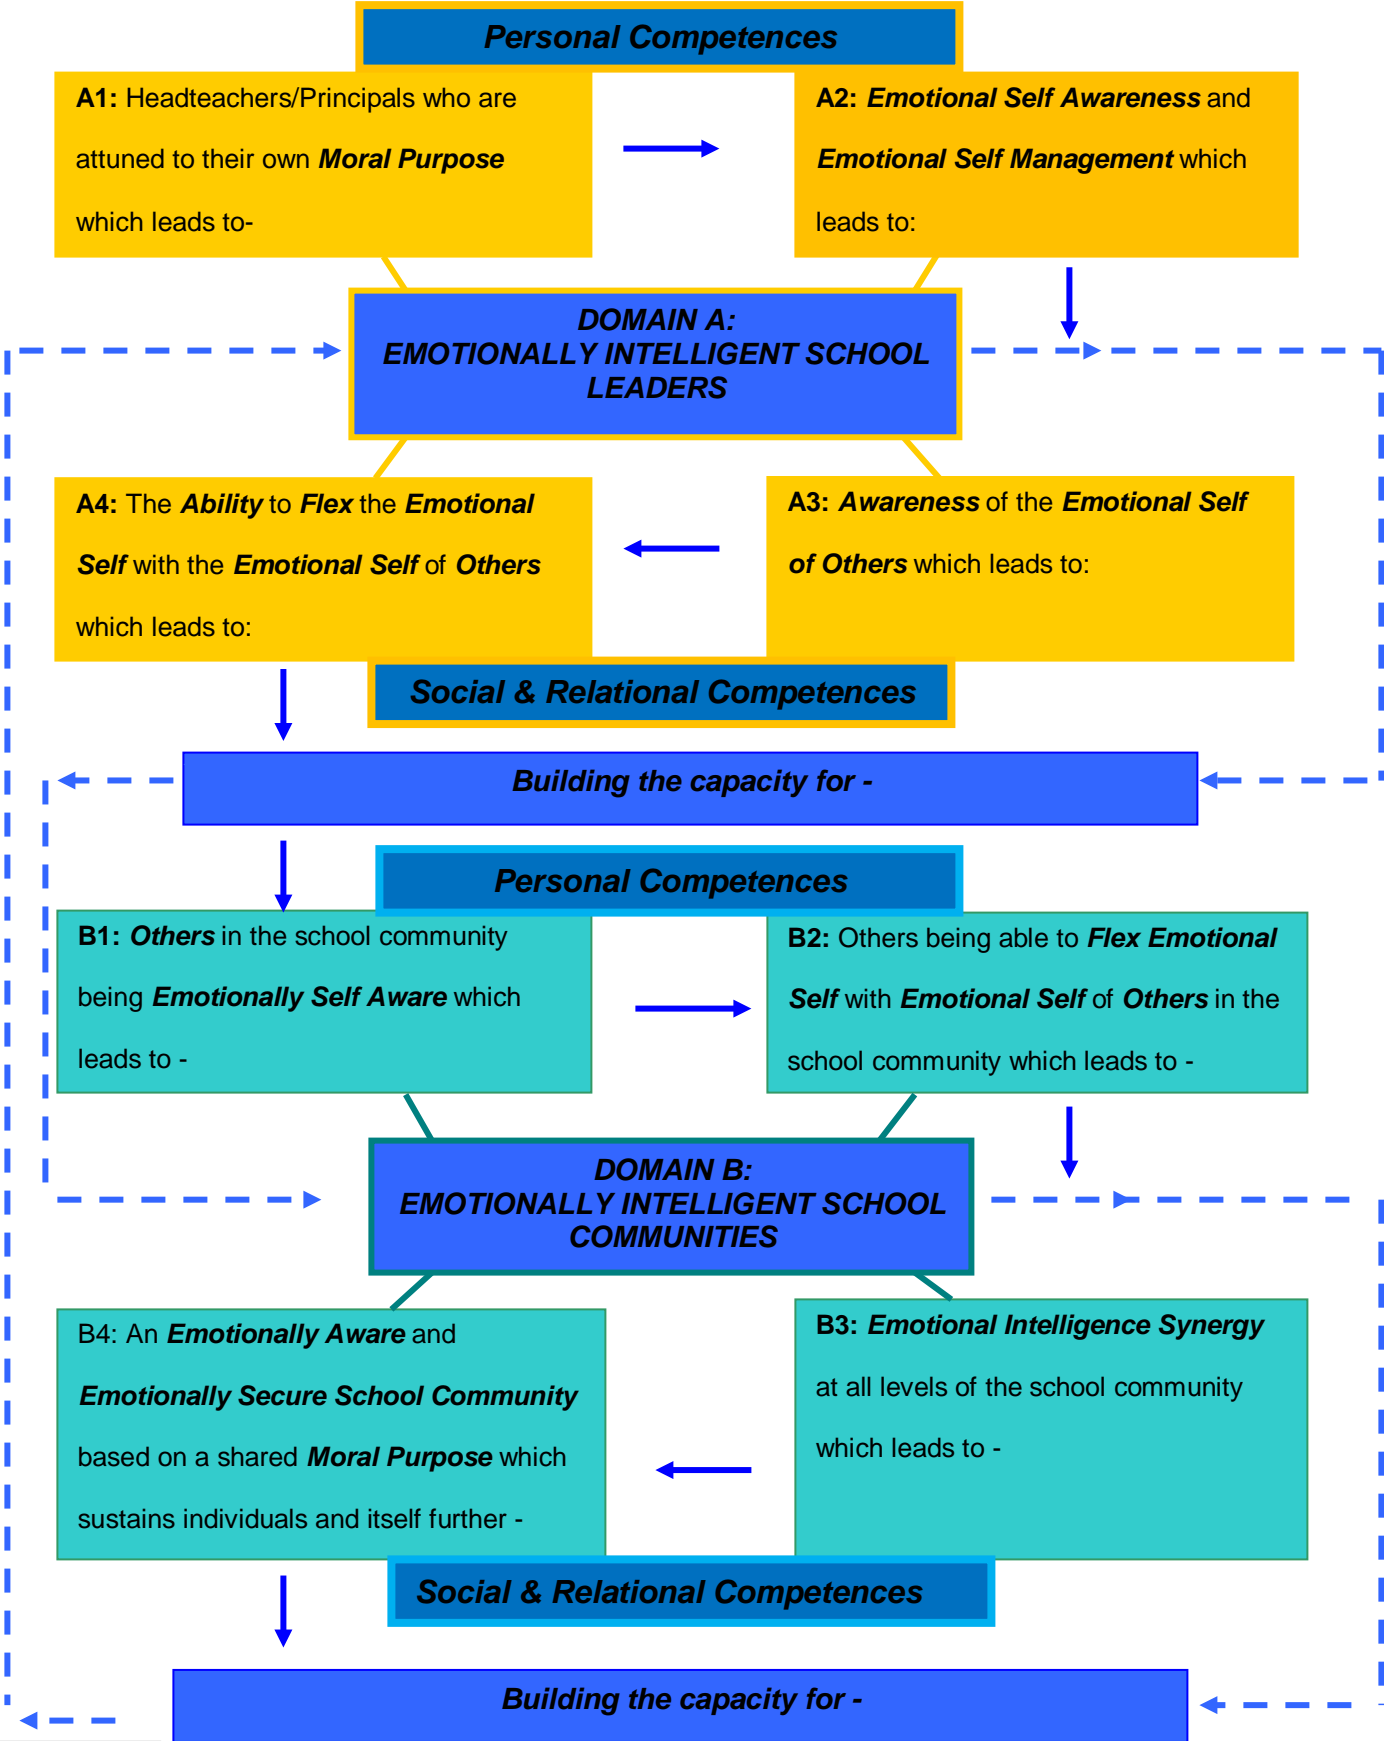 Personal Competences
A1: Headteachers/Principals who are
attuned to their own Moral Purpose
which leads to-
A2: Emotional Self Awareness and
Emotional Self Management which
leads to:
DOMAIN A:
EMOTIONALLY INTELLIGENT SCHOOL
LEADERS
A4: The Ability to Flex the Emotional
Self with the Emotional Self of Others
which leads to:
A3: Awareness of the Emotional Self
of Others which leads to:
Social & Relational Competences
Building the capacity for -
Personal Competences
B1: Others in the school community
being Emotionally Self Aware which
leads to -
B2: Others being able to Flex Emotional
Self with Emotional Self of Others in the
school community which leads to -
DOMAIN B:
EMOTIONALLY INTELLIGENT SCHOOL
COMMUNITIES
B4: An Emotionally Aware and
Emotionally Secure School Community
based on a shared Moral Purpose which
sustains individuals and itself further -
B3: Emotional Intelligence Synergy
at all levels of the school community
which leads to -
Social & Relational Competences
Building the capacity for -